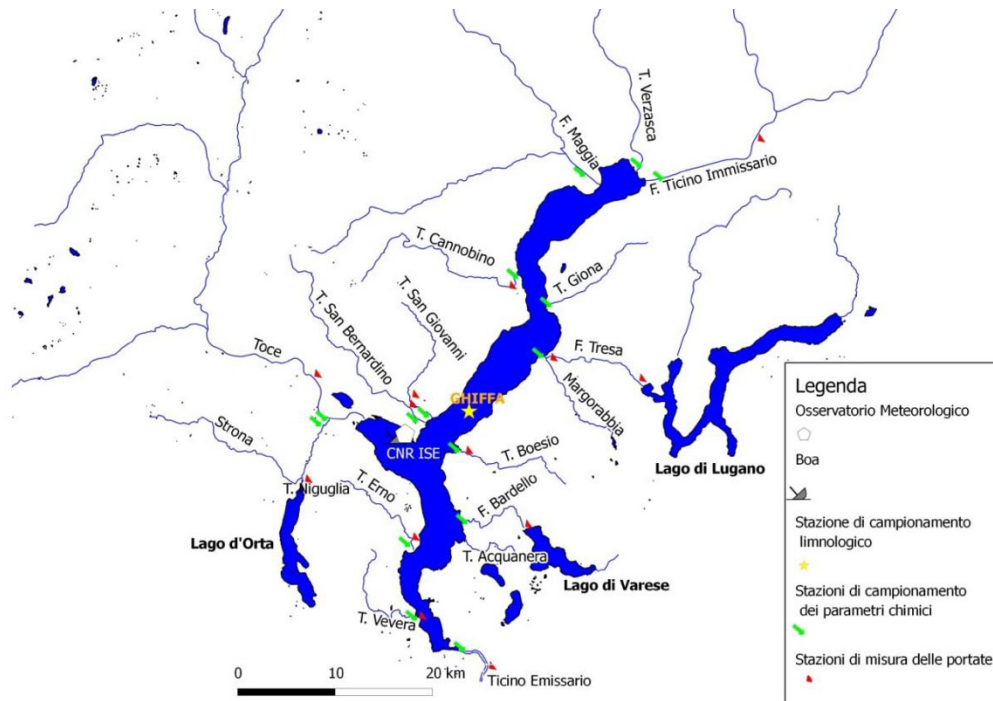 T. Verzasca
F. Maggia
F. Ticino Immissario
T. Cannobino
T. Giona
T. San Giovanni
T. San Bernardino
Toce
F. Tresa
Margorabbia
GHIFFA
Strona
CNR ISE
T. Boesio
Lago di Lugano
T. Niguglia
T. Erno
F. Bardello
Lago d'Orta
T. Acquanera
Lago di Varese
T. Vevera
Ticino Emissario
0 10 20 km
Legenda
Osservatorio Meteorologico
Boa
Stazione di campionamento
limnologico
Stazioni di campionamento
dei parametri chimici
Stazioni di misura delle portate